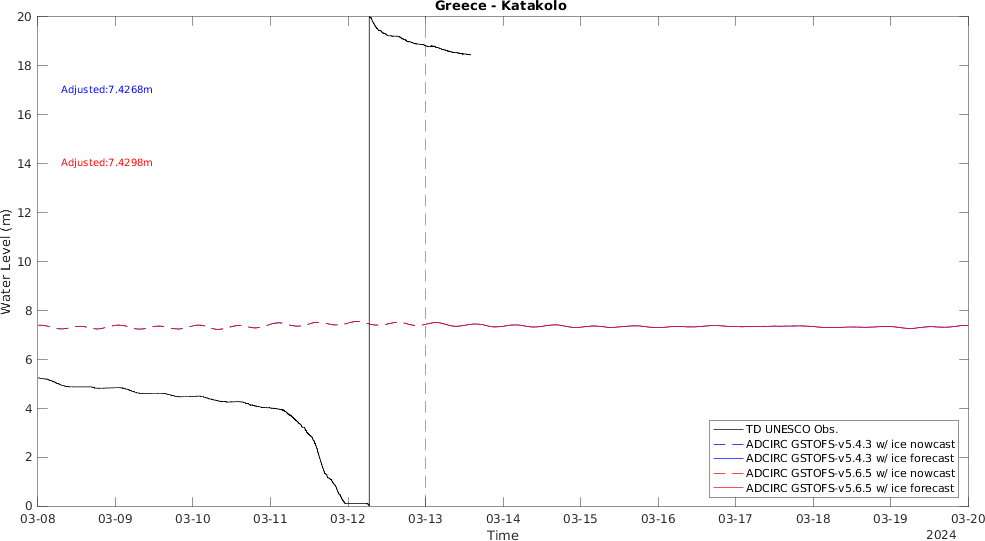 Greece - Katakolo
20
18
16
14
12
10
8
6
4
2
0
Water Level (m)
Adjusted:7.4268m
Adjusted:7.4298m
TD UNESCO Obs.
ADCIRC GSTOFS-v5.4.3 w/ ice nowcast
ADCIRC GSTOFS-v5.4.3 w/ ice forecast
ADCIRC GSTOFS-v5.6.5 w/ ice nowcast
ADCIRC GSTOFS-v5.6.5 w/ ice forecast
03-08 03-09 03-10 03-11 03-12 03-13 03-14 03-15 03-16 03-17 03-18 03-19 03-20
Time
2024